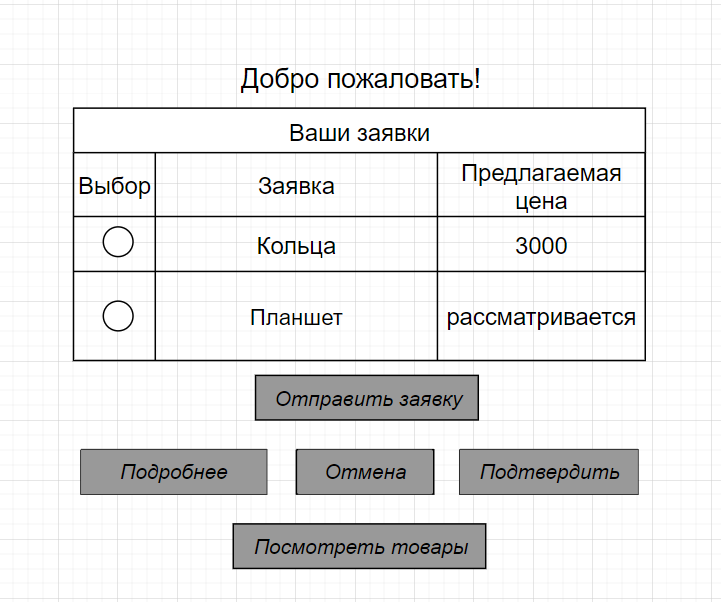 Добро пожаловать!
Ваши заявки
Выбор
Заявка
Предлагаемая
цена
Кольца
3000
Планшет
рассматривается
Отправить заявку
Подробнее
Отмена
Подтвердить
Посмотреть товары